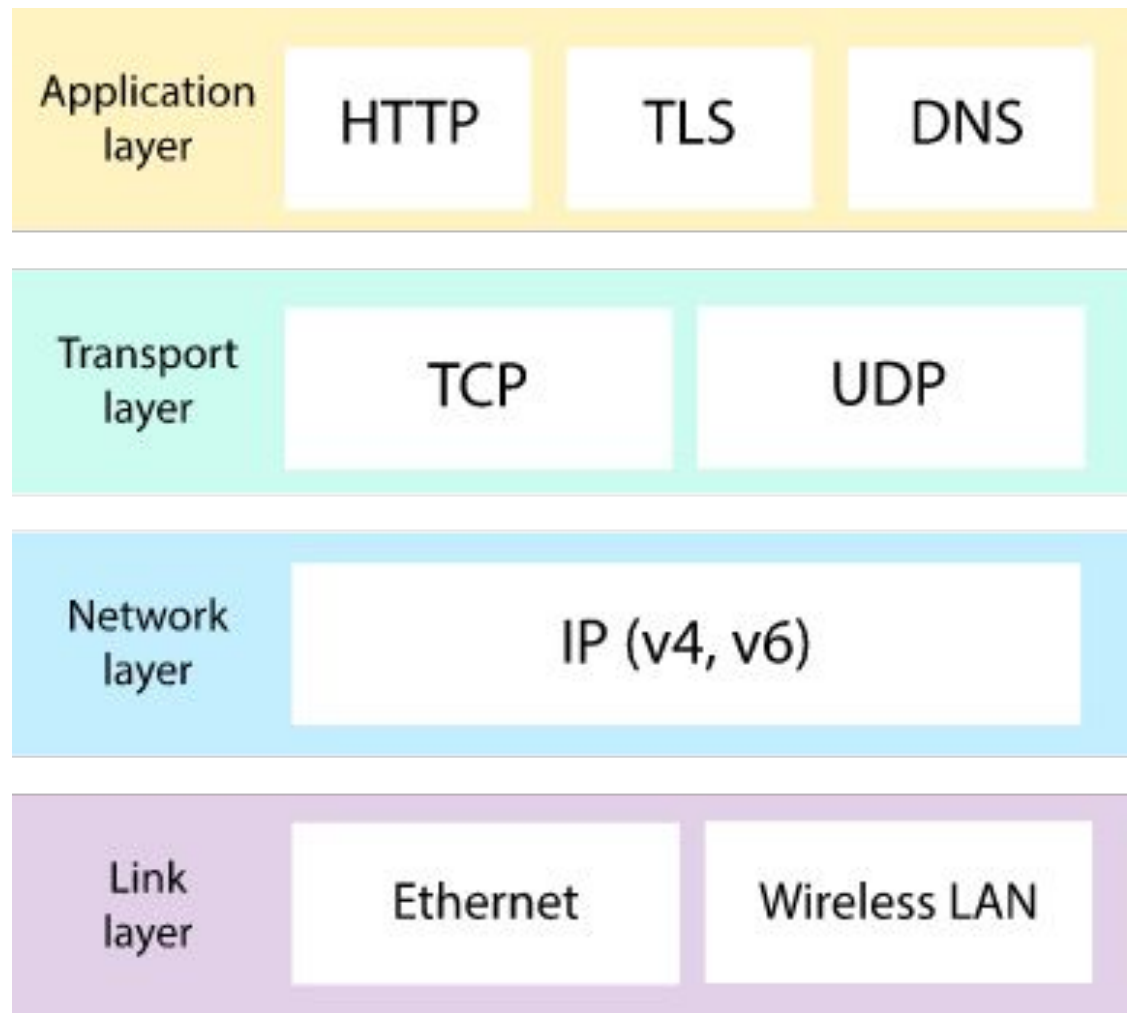 Application
layer
HTTP
TLS
DNS
Transport
layer
TCP
UDP
Network
layer
IP (v4, v6)
Link
layer
Ethernet
Wireless LAN